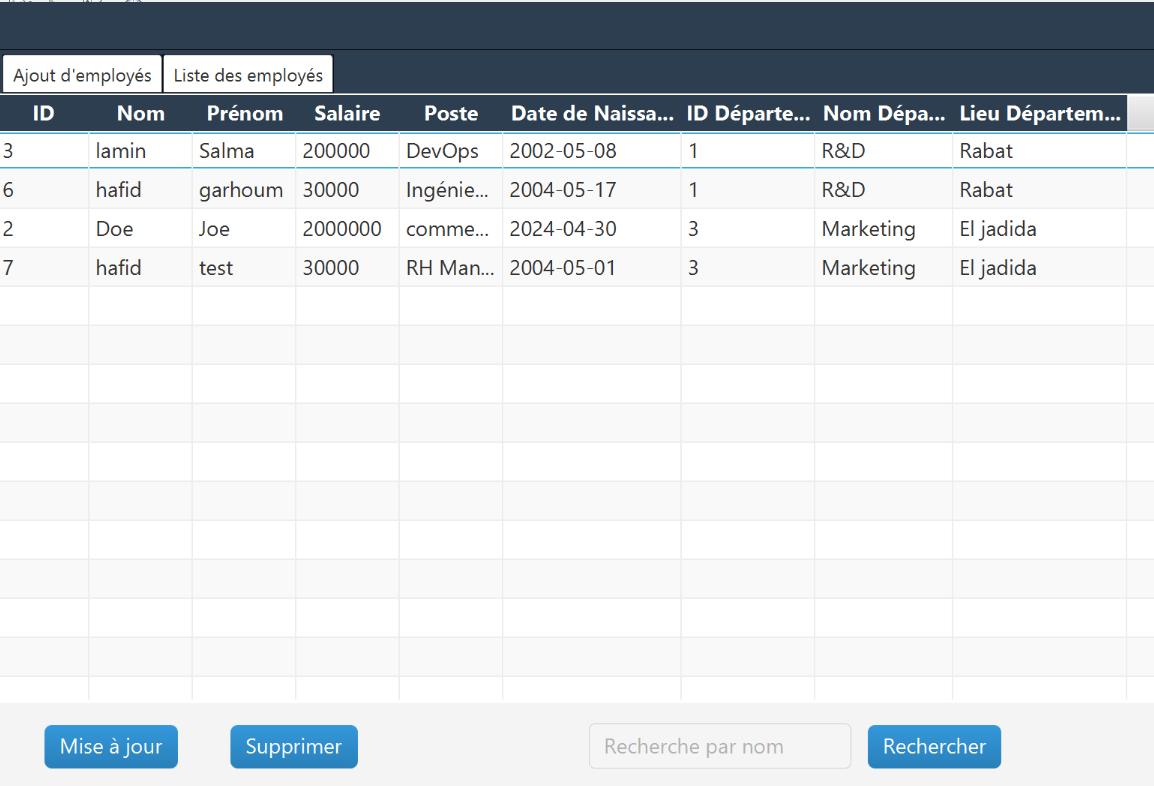 Ajout d'employés Liste des employés
ID Nom Prénom Salaire Poste Date de Naissa... ID Départe... Nom Dépa... Lieu Départem...
3 lamin Salma 200000 DevOps 2002-05-08 1 R&D Rabat
6 hafid garhoum 30000 Ingénie... 2004-05-17 1 R&D Rabat
2 Doe Joe 2000000 comme... 2024-04-30 3 Marketing El jadida
7 hafid test 30000 RH Man... 2004-05-01 3 Marketing El jadida
Mise à jour Supprimer Recherche par nom Rechercher